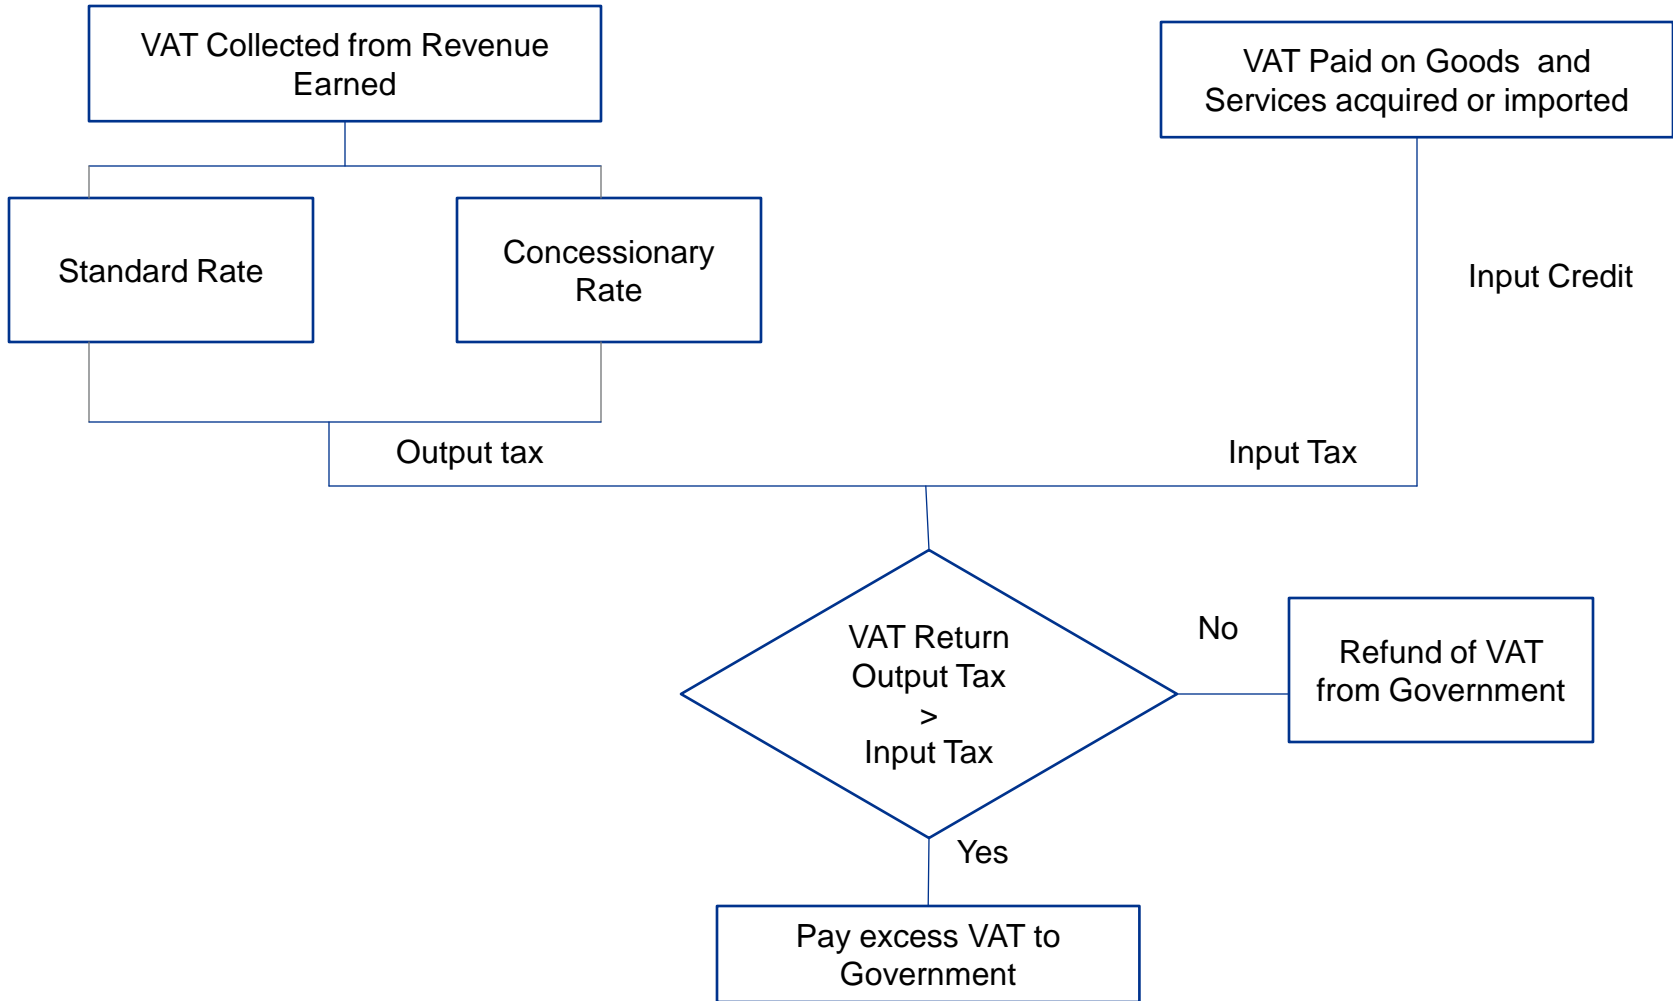 VAT Collected from Revenue
Earned
VAT Paid on Goods and
Services acquired or imported
Standard Rate
Concessionary
Rate
Input Credit
Output tax
Input Tax
VAT Return
Output Tax
>
Input Tax
No
Refund of VAT
from Government
Yes
Pay excess VAT to
Government